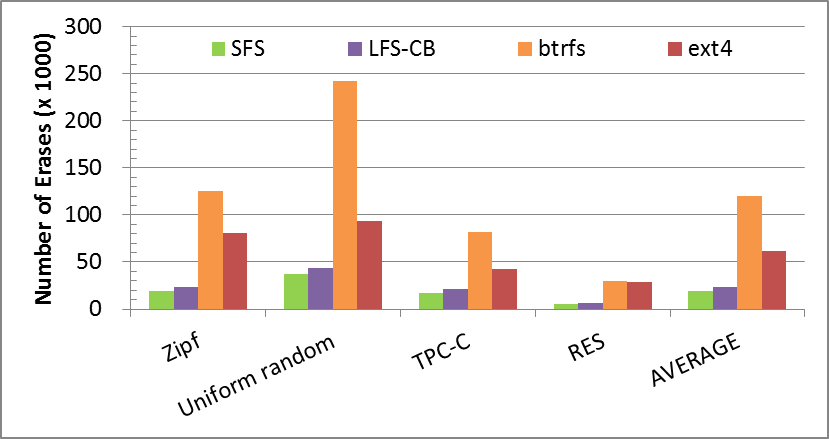 Number of Erases (x 1000)
300
250
200
150
100
50
0
SFS
LFS-CB
btrfs
ext4
Zipf
Uniform random
TPC-C
RES
AVERAGE